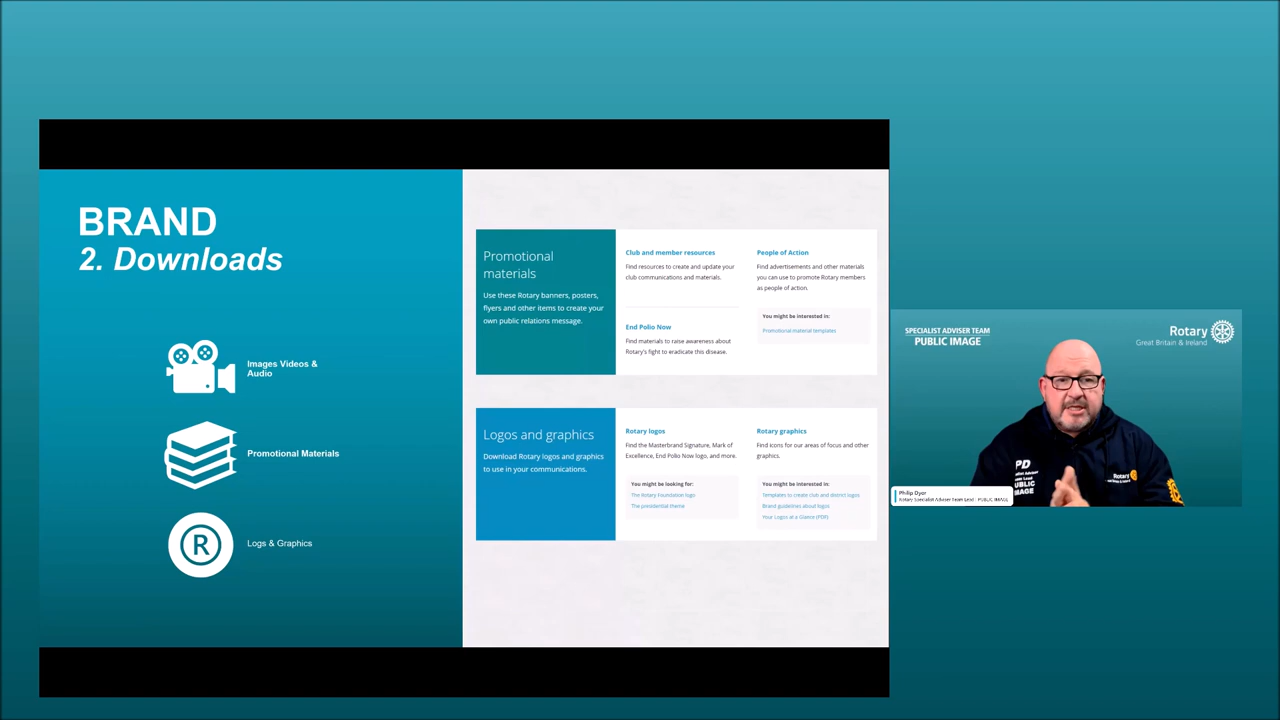 BRAND
2. Downloads
Images Videos &
Audio
Promotional Materials
Logs & Graphics
Promotional
materials
Use these Rotary banners, posters,
flyers and other items to create your
own public relations message.
Club and member resources
Find resources to create and update your
club communications and materials.
End Polio Now
Find materials to raise awareness about
Rotary's fight to eradicate this disease.
People of Action
Find advertisements and other materials
you can use to promote Rotary members
as people of action.
You might be interested in:
Promotional material templates
Logos and graphics
Download Rotary logos and graphics
to use in your communications.
Rotary logos
Find the Masterbrand Signature, Mark of
Excellence, End Polio Now logo, and more.
You might be looking for:
The Rotary Foundation logo
The presidential theme
Rotary graphics
Find icons for our areas of focus and other
graphics.
You might be interested in:
Templates to create club and district logos
Brand guidelines about logos
Your Logos at a Glance (PDF)
SPECIALIST ADVISER TEAM
PUBLIC IMAGE
Rotary
Great Britain & Ireland
Philip Dyer
Rotary Specialist Adviser Team Lead - PUBLIC IMAGE
Rotary